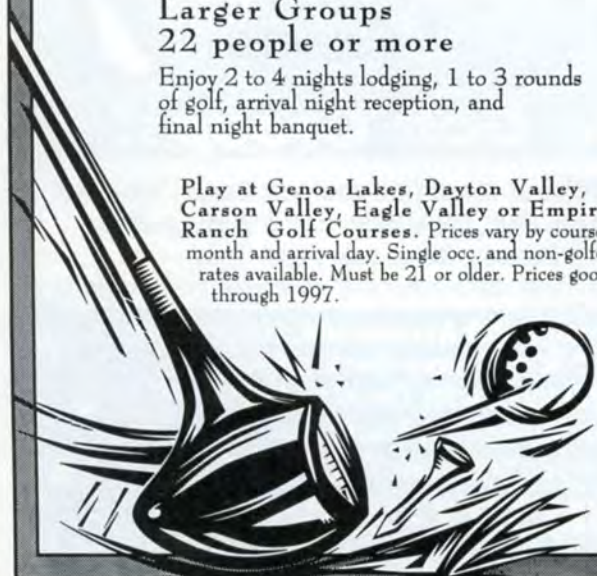 Larger Groups
22 people or more
Enjoy 2 to 4 nights lodging, 1 to 3 rounds
of golf, arrival night reception, and
final night banquet.
Play at Genoa Lakes, Dayton Valley,
Carson Valley, Eagle Valley or Empir
Ranch Golf Courses. Prices vary by course
month and arrival day. Single occ. and non-golf
rates available. Must be 21 or older. Prices goo
through 1997.